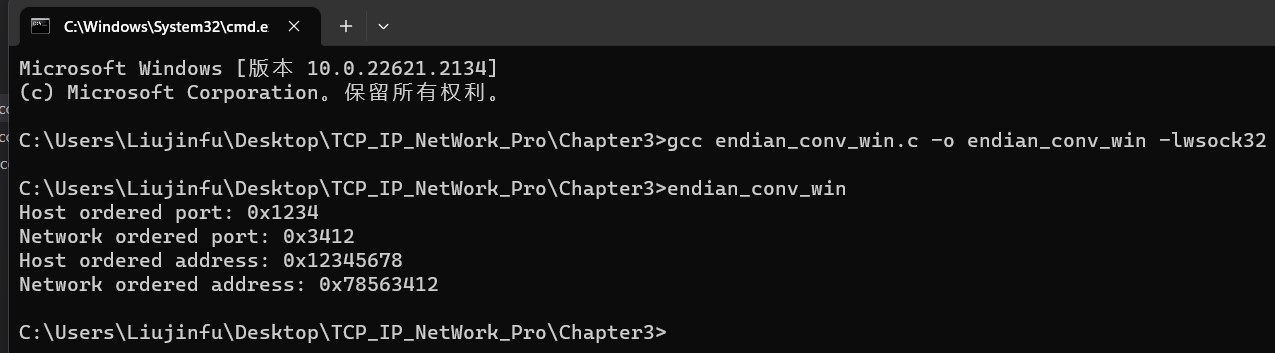 C:\Windows\System32\cmd.e
Microsoft Windows [版本 10.0.22621.2134]
(c) Microsoft Corporation。保留所有权利。
C:\Users\Liujinfu\Desktop\TCP_IP_NetWork_Pro\Chapter3>gcc endian_conv_win.c -o endian_conv_win -lwsock32
C:\Users\Liujinfu\Desktop\TCP_IP_NetWork_Pro\Chapter3>endian_conv_win
Host ordered port: 0x1234
Network ordered port: 0x3412
Host ordered address: 0x12345678
Network ordered address: 0x78563412
C:\Users\Liujinfu\Desktop\TCP_IP_NetWork_Pro\Chapter3>